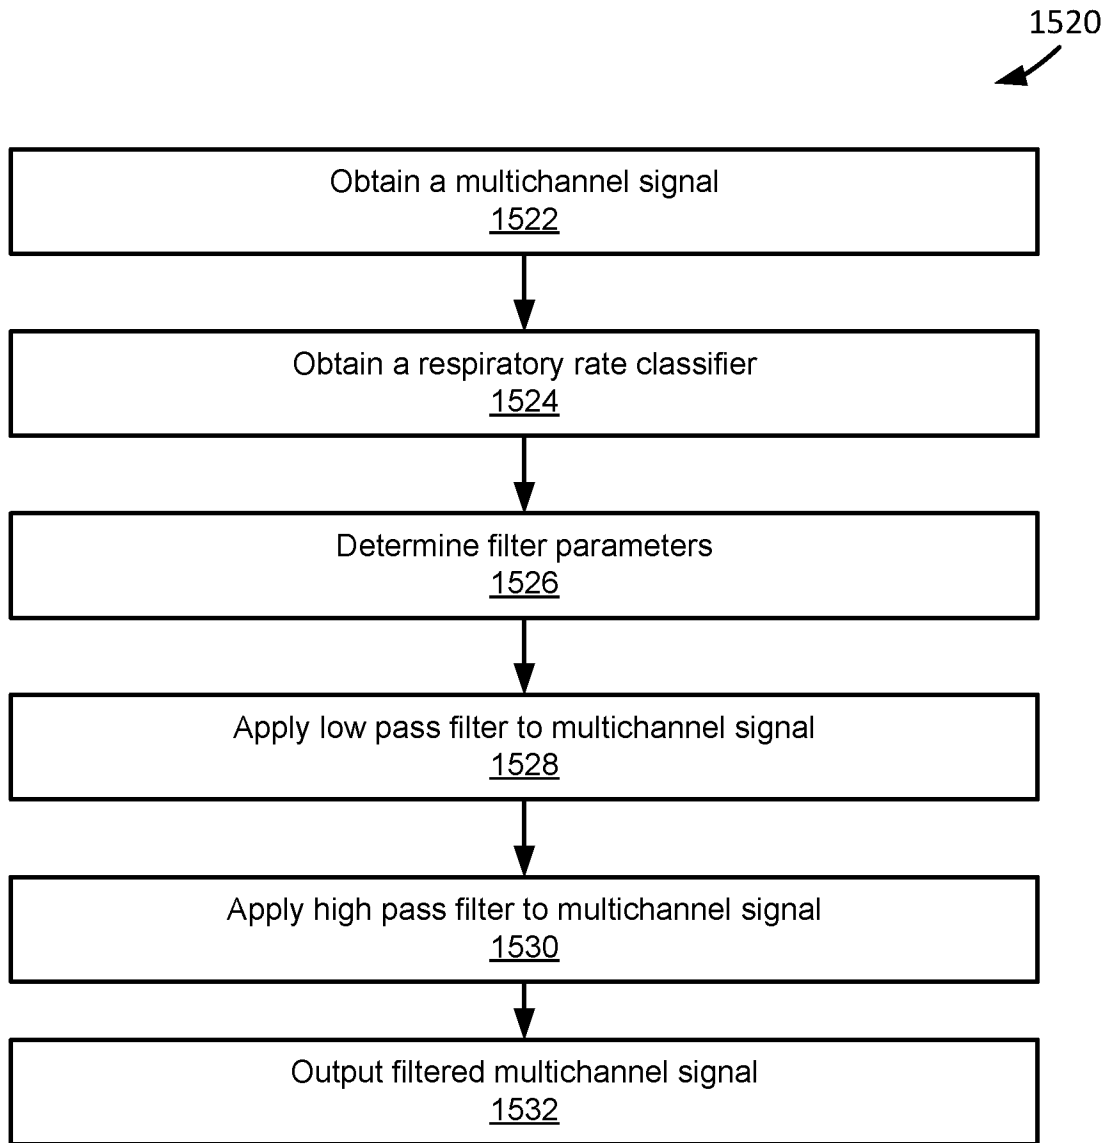 1520
Obtain a multichannel signal
1522
Obtain a respiratory rate classifier
1524
Determine filter parameters
1526
Apply low pass filter to multichannel signal
1528
Apply high pass filter to multichannel signal
1530
Output filtered multichannel signal
1532